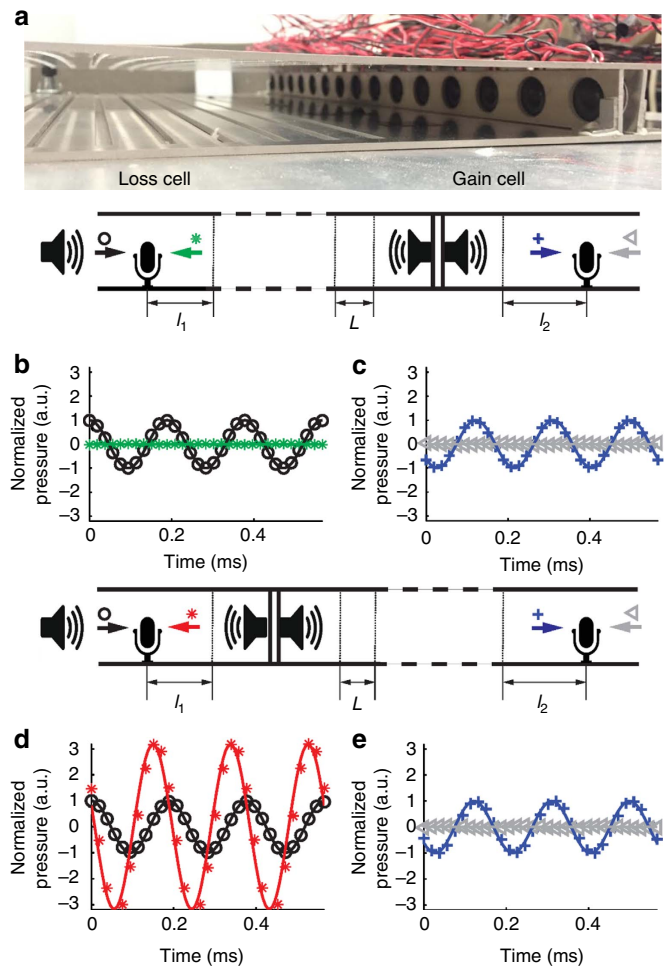 a
Loss cell Gain cell
l1 L l2
b
Normalized
pressure (a.u.)
3
2
1
0
–1
–2
–3
0 0.2 0.4
Time (ms)
c
Normalized
pressure (a.u.)
3
2
1
0
–1
–2
–3
0 0.2 0.4
Time (ms)
l1 L l2
d
Normalized
pressure (a.u.)
3
2
1
0
–1
–2
–3
0 0.2 0.4
Time (ms)
e
Normalized
pressure (a.u.)
3
2
1
0
–1
–2
–3
0 0.2 0.4
Time (ms)